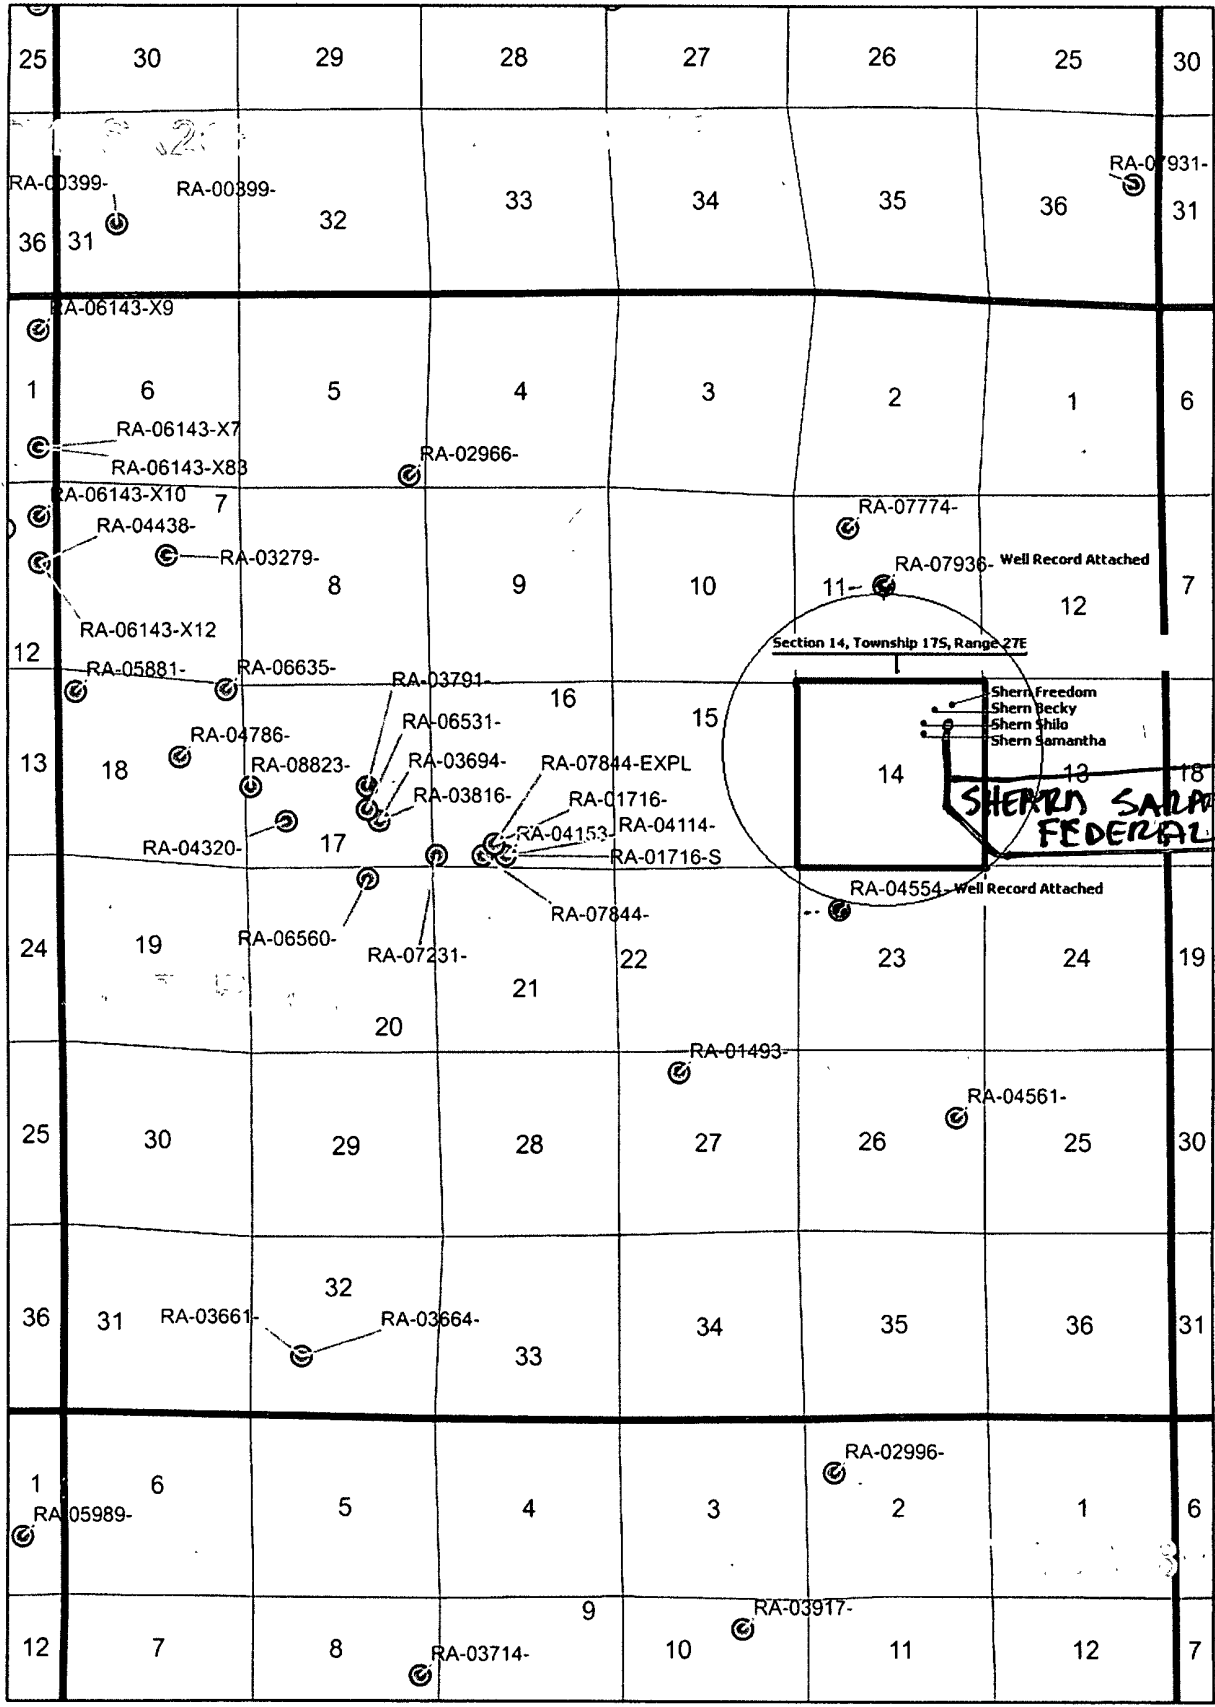 25 30 29 28 27 26 25 30
RA-00399- RA-00399- RA-07931-
36 31 32 33 34 35 36 31
RA-06143-X9
1 6 5 4 3 2 1 6
RA-06143-X7
RA-06143-X83
RA-02966-
RA-06143-X10
7
RA-04438-
RA-03279-
RA-07774-
RA-07936- Well Record Attached
8 9 10 11 12 7
RA-06143-X12
12
Section 14, Township 17S, Range 27E
RA-05881- RA-06635-
RA-03791-
16
15
Shern Freedom
Shern Becky
Shern Shilo
Shern Samantha
RA-06531-
RA-04786-
RA-03694-
RA-07844-EXPL
13 18
RA-08823-
14 13 18
RA-03816-
RA-01716-
RA-04114-
RA-04153-
RA-04320-
17
RA-01716-S
FEDERAL
RA-04554- Well Record Attached
RA-07844-
RA-06560-
RA-07231-
24 19 20 21 22 23 24 19
RA-01493-
RA-04561-
25 30 29 28 27 26 25 30
32
36 31 RA-03661- RA-03664- 33 34 35 36 31
RA-02996-
1 6 5 4 3 2 1 6
RA-05989-
9
RA-03917-
12 7 8 RA-03714- 10 11 12 7